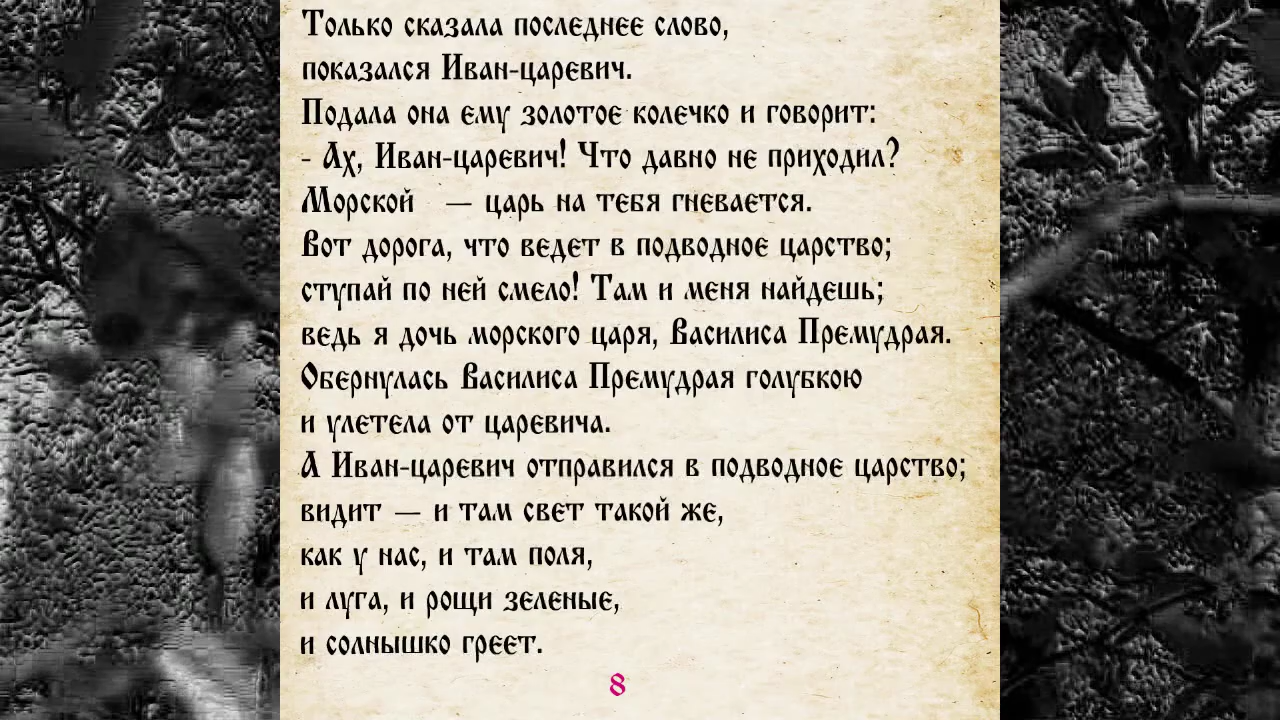 Только сказала последнее слово,
показался Иван-царевич.
Подала она ему золотое колечко и говорит:
- Ах, Иван-царевич! Что давно не приходил?
Морской — царь на тебя гневается.
Вот дорога, что ведет в подводное царство;
ступай по ней смело! Там и меня найдешь;
ведь я дочь морского царя, Василиса Премудрая.
Обернулась Василиса Премудрая голубкою
и улетела от царевича.
А Иван-царевич отправился в подводное царство;
видит — и там свет такой же,
как у нас, и там поля,
и луга, и рощи зеленые,
и солнышко греет.
8